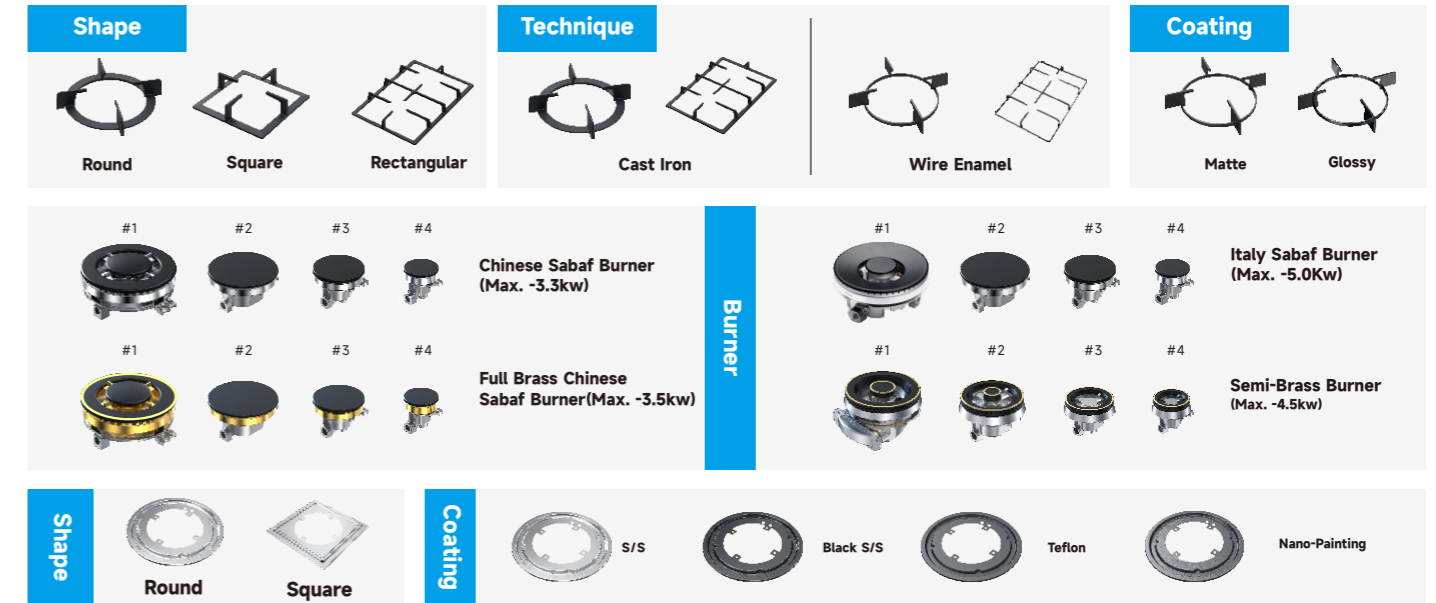 Shape
Round
Square
Rectangular
Technique
Cast Iron
Wire Enamel
Coating
Matte
Glossy
#1
#2
#3
#4
Chinese Sabaf Burner
(Max. -3.3kw)
#1
#2
#3
#4
Full Brass Chinese
Sabaf Burner(Max. -3.5kw)
Burner
#1
#2
#3
#4
Italy Sabaf Burner
(Max. -5.0Kw)
#1
#2
#3
#4
Semi-Brass Burner
(Max. -4.5kw)
Shape
Round
Square
Coating
S/S
Black S/S
Teflon
Nano-Painting